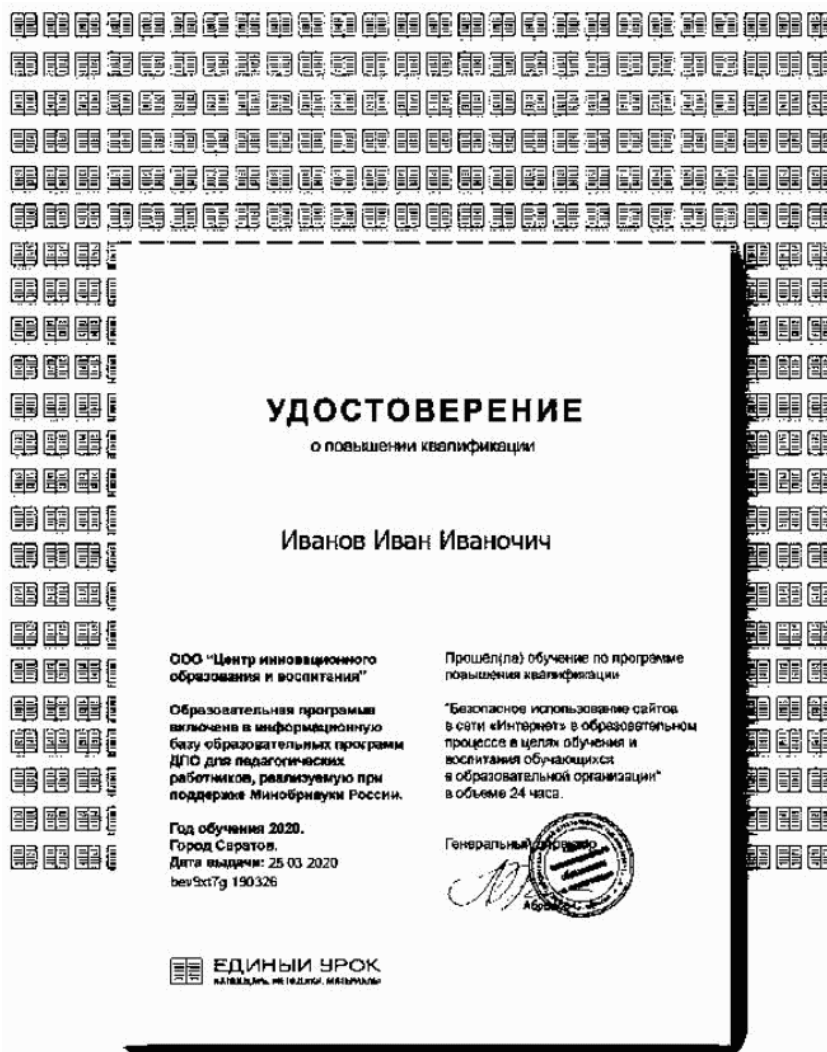 УДОСТОВЕРЕНИЕ
о повышении квалификации
Иванов Иван Иваночич
ООО "Центр инновационного
образования и воспитания"
Образовательная программа
включена в информационную
базу образовательных программ
ДПО для педагогических
работников, реализуемую при
поддержке Минобрнауки России.
Год обучения 2020.
Город Саратов.
Дата выдачи: 25 03 2020
bev9xt7g 190326
Прошёл(ла) обучение по программе
повышения квалификации
"Безопасное использование сайтов
в сети «Интернет» в образовательном
процессе в целях обучения и
воспитания обучающихся
в образовательной организации"
в объеме 24 часа.
Генеральный
ЕДИНЫЙ УРОК